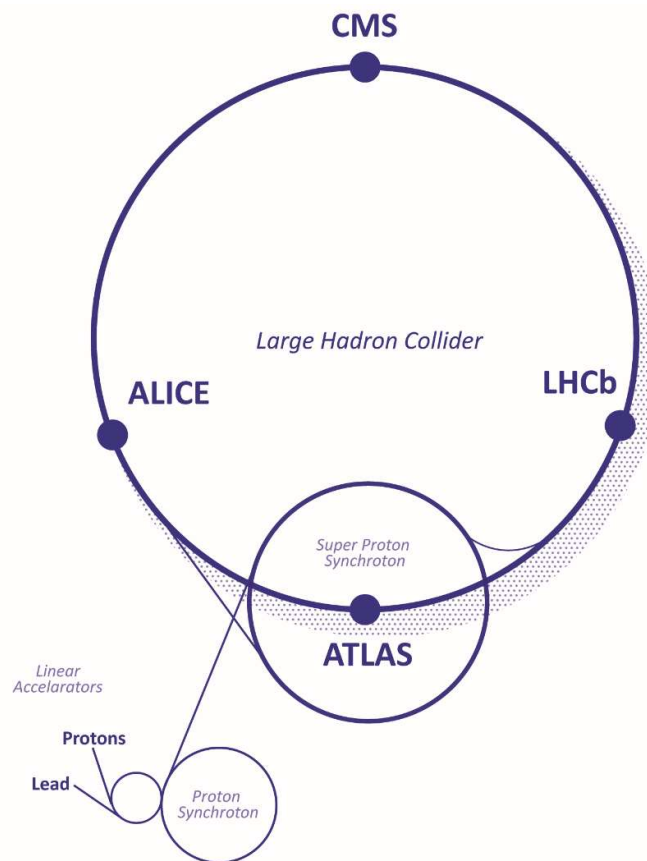 CMS
Large Hadron Collider
ALICE
LHCb
Super Proton
Synchroton
ATLAS
Linear
Accelarators
Protons
Lead
Proton
Synchroton